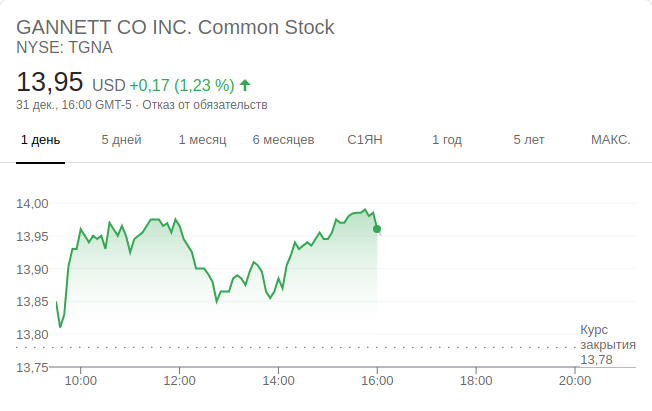 GANNETT CO INC. Common Stock
NYSE: TGNA
13,95 USD +0,17 (1,23 %)
31 дек., 16:00 GMT-5 · Отказ от обязательств
1 день 5 дней 1 месяц 6 месяцев С1ЯН 1 год 5 лет МАКС.
14,00
13,95
13,90
13,85
13,80
Курс
закрытия
13,78
13,75
10:00 12:00 14:00 16:00 18:00 20:00